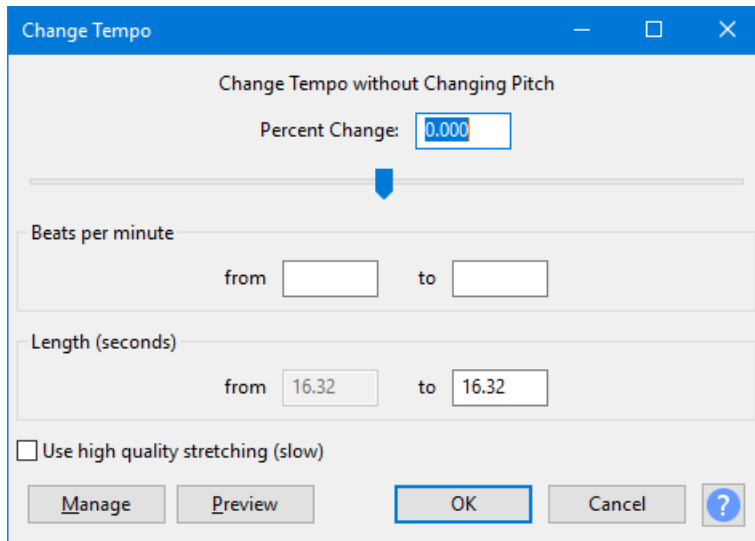 Change Tempo
Change Tempo without Changing Pitch
Percent Change: 0.000
Beats per minute
from to
Length (seconds)
from 16.32 to 16.32
Use high quality stretching (slow)
Manage Preview OK Cancel ?